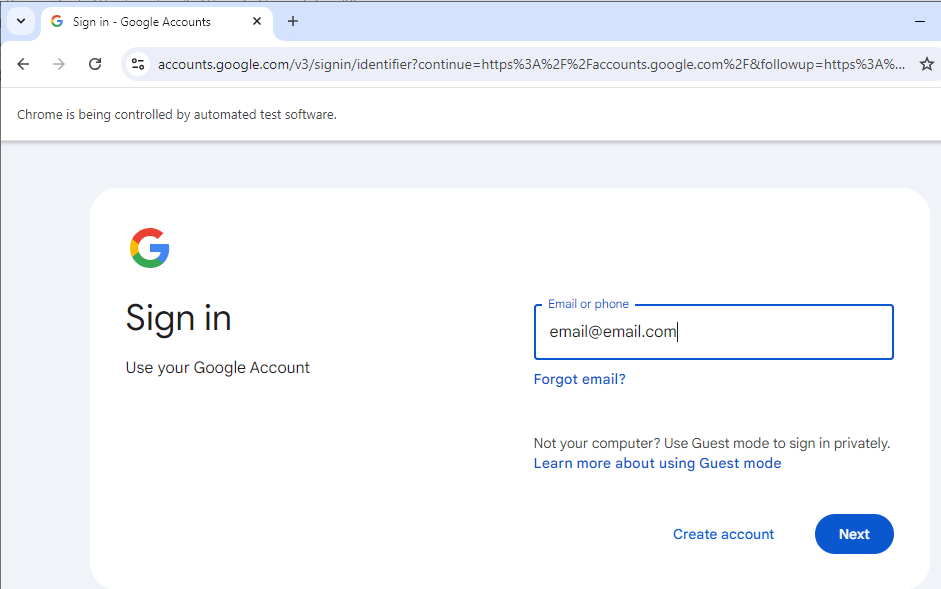 Sign in - Google Accounts
accounts.google.com/v3/signin/identifier?continue=https%3A%2F%2Faccounts.google.com%2F&followup=https%3A%...
Chrome is being controlled by automated test software.
Sign in
Use your Google Account
Email or phone
email@email.com
Forgot email?
Not your computer? Use Guest mode to sign in privately.
Learn more about using Guest mode
Create account
Next